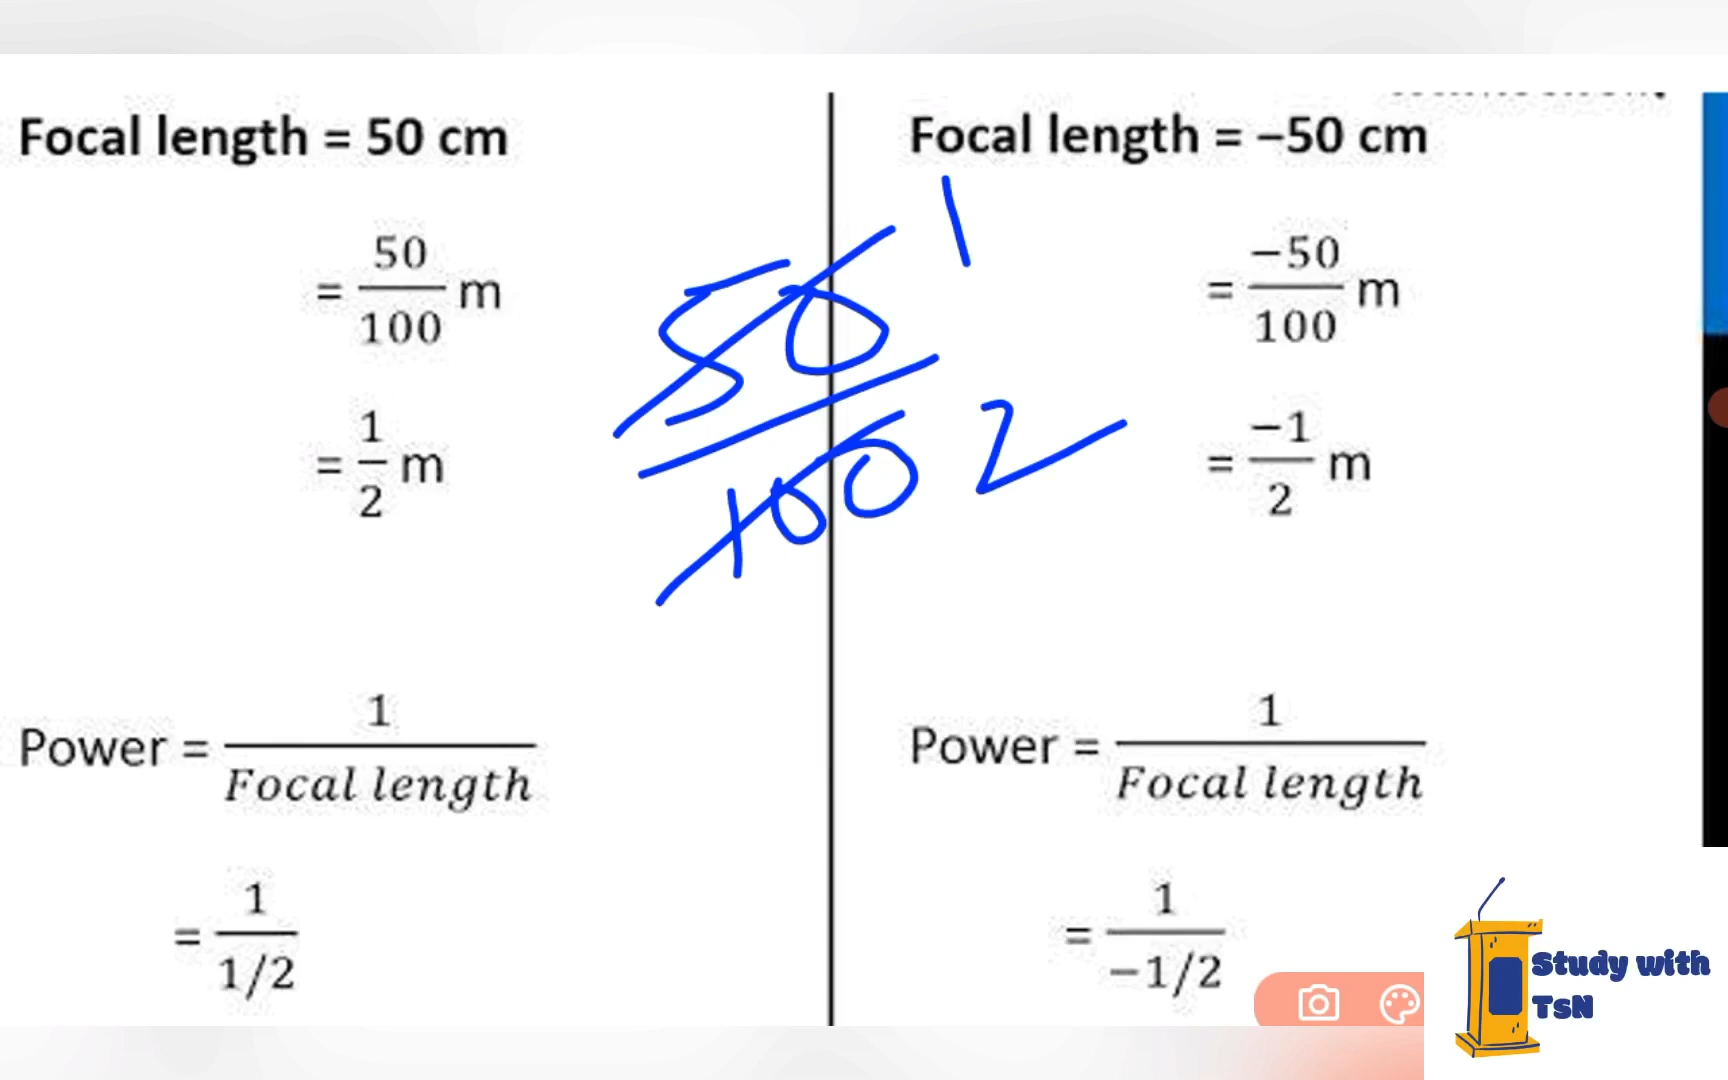 Focal length = 50 cm
= 50/100 m
= 1/2 m
Power = 1/Focal length
= 1/1/2
50 1
100 2
Focal length = –50 cm
= −50/100 m
= −1/2 m
Power = 1/Focal length
= 1/−1/2
Study with
TsN